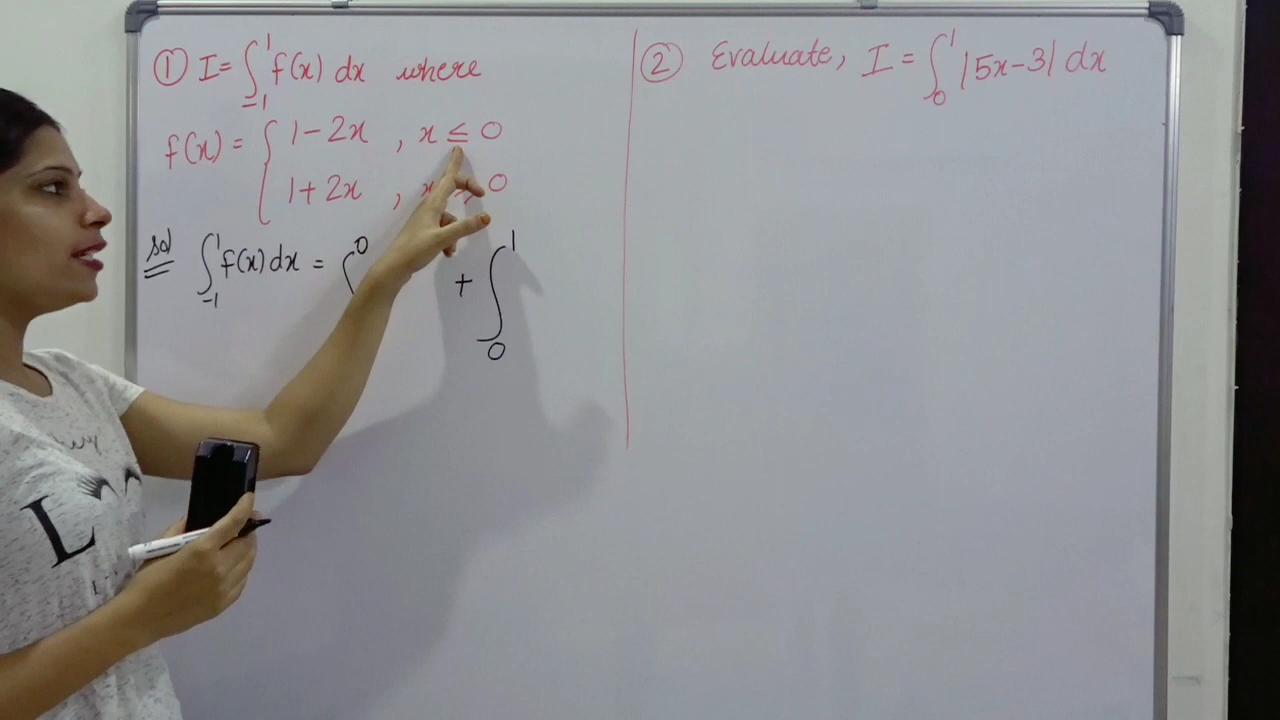 ① I = ∫₋₁¹ f(x) dx where
f(x) = { 1 - 2x , x ≤ 0
1 + 2x , x ≥ 0
sol ∫₋₁¹ f(x) dx = ∫⁰ + ∫₀¹
② Evaluate, I = ∫₀¹ |5x - 3| dx
L